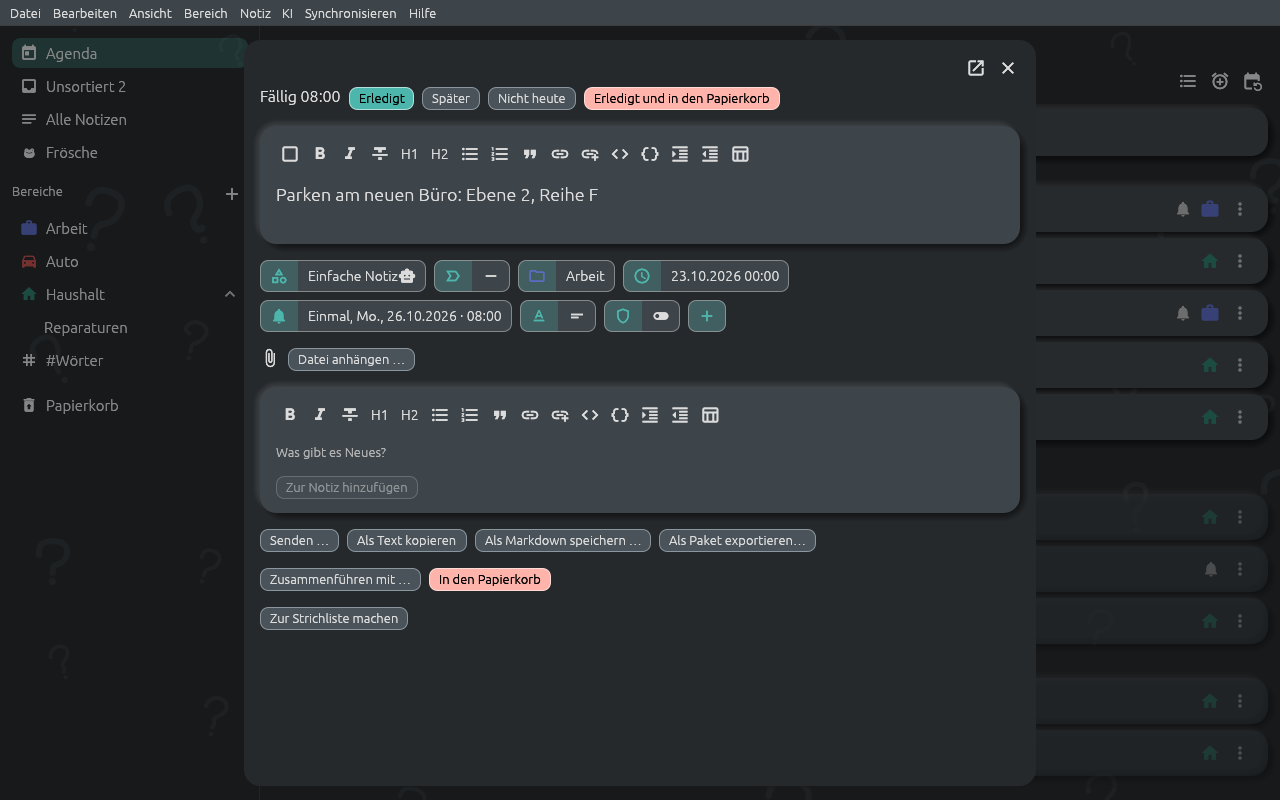 Datei Bearbeiten Ansicht Bereich Notiz KI Synchronisieren Hilfe
Agenda
Unsortiert 2
Alle Notizen
Frösche
Bereiche
Arbeit
Auto
Haushalt
Reparaturen
#Wörter
Papierkorb
Fällig 08:00 Erledigt Später Nicht heute Erledigt und in den Papierkorb
H1 H2
Parken am neuen Büro: Ebene 2, Reihe F
Einfache Notiz Arbeit 23.10.2026 00:00
Einmal, Mo., 26.10.2026 · 08:00
Datei anhängen …
H1 H2
Was gibt es Neues?
Zur Notiz hinzufügen
Senden … Als Text kopieren Als Markdown speichern … Als Paket exportieren…
Zusammenführen mit … In den Papierkorb
Zur Strichliste machen